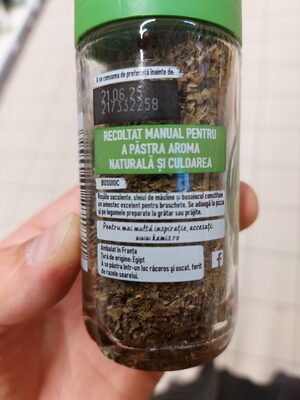 A se consuma de preferință înainte de:
21.06.25
217332258
RECOLTAT MANUAL PENTRU
A PĂSTRA AROMA
NATURALĂ ȘI CULOAREA
BUSUIOC
Roșiile suculente, uleiul de măsline și busuiocul constituie
un amestec excelent pentru bruschette. Se adaugă la pizza
și pe legumele preparate la grătar sau prăjite.
Pentru mai multă inspirație, accesați:
www.kamis.ro
Ambalat în Franța
Țara de origine: Egipt
A se păstra într-un loc răcoros și uscat, ferit
de razele soarelui.
f